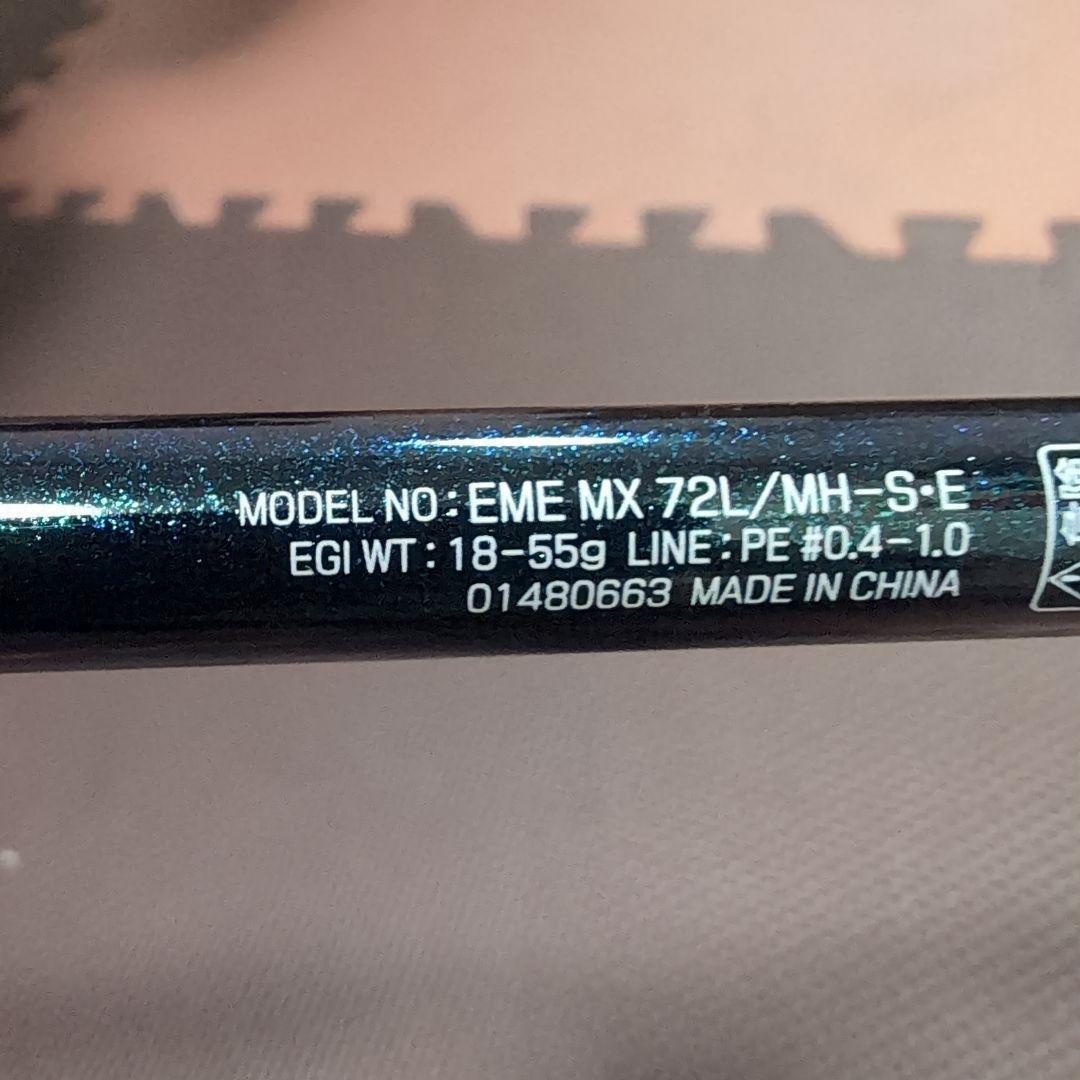 MODEL NO : EME MX 72L/MH-S・E
EGI WT : 18-55g LINE : PE #0.4-1.0
01480663 MADE IN CHINA